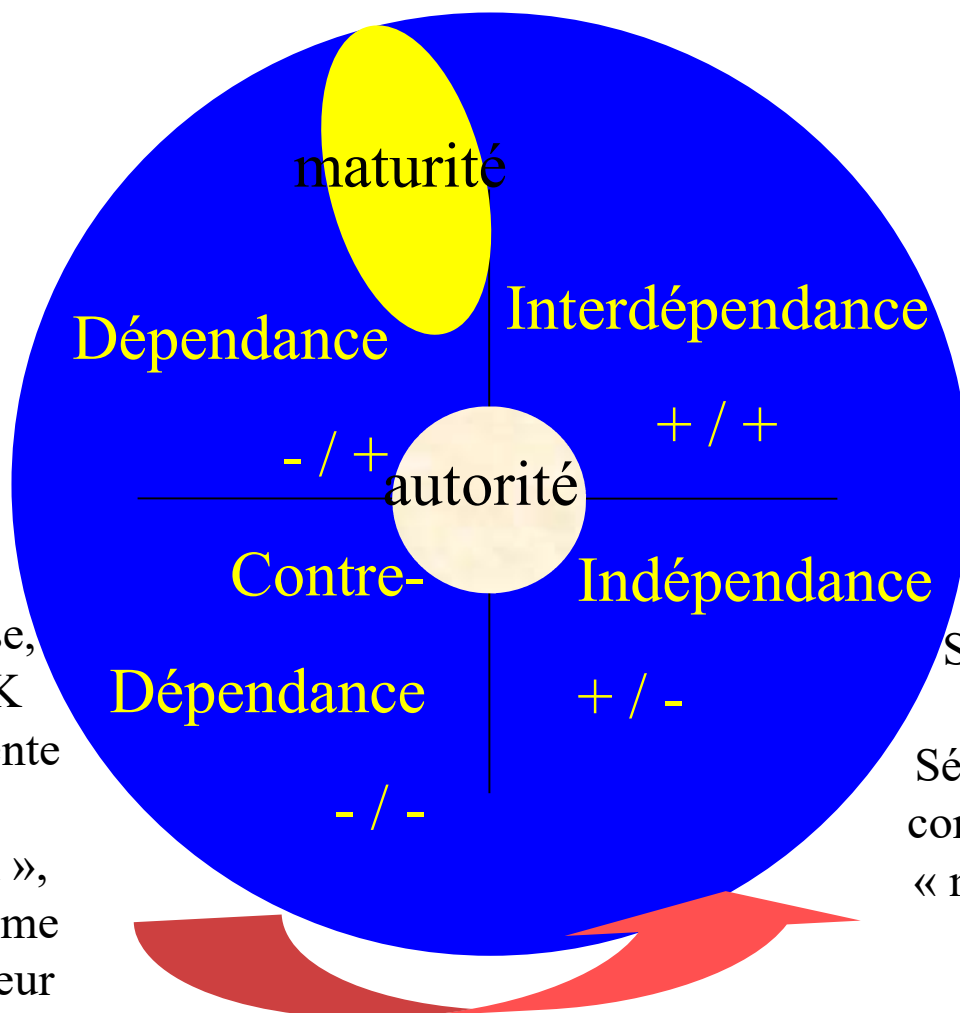 maturité
Dépendance
- / +
Interdépendance
+ / +
autorité
Contre-
Dépendance
- / -
Indépendance
+ / -
K
»,
«